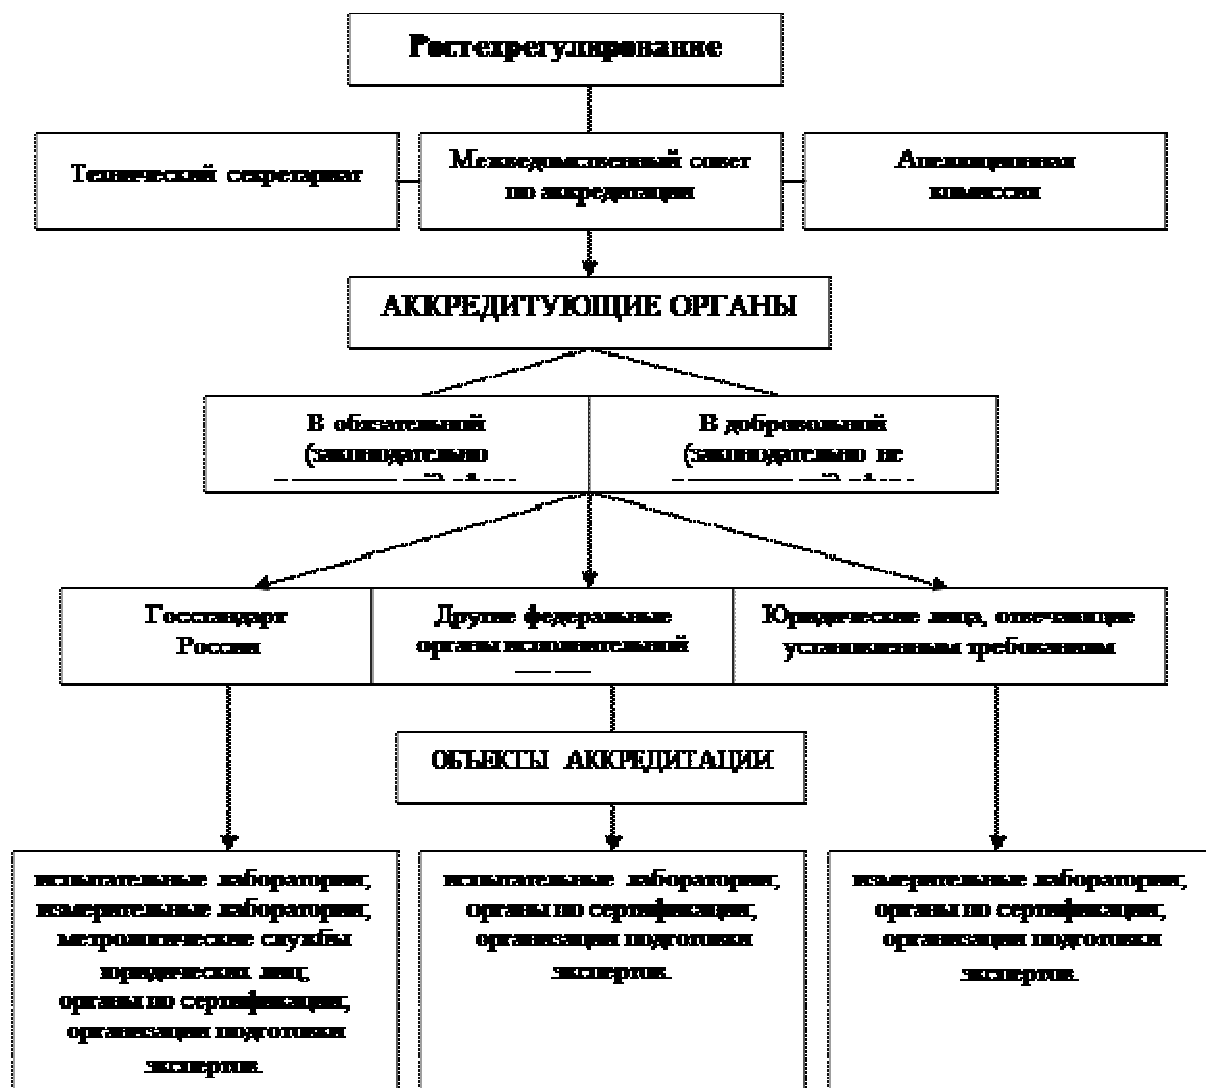 Ростехрегулирование
Технический секретариат
Межведомственный совет
по аккредитации
Апелляционная
комиссия
АККРЕДИТУЮЩИЕ ОРГАНЫ
В обязательной
(законодательно
В добровольной
(законодательно не
Госстандарт
России
Другие федеральные
органы исполнительной
Юридические лица, отвечающие
установленным требованиям
ОБЪЕКТЫ АККРЕДИТАЦИИ
испытательные лаборатории;
измерительные лаборатории;
метрологические службы
юридических лиц;
органы по сертификации;
организации подготовки
экспертов.
испытательные лаборатории;
органы по сертификации;
организации подготовки
экспертов.
измерительные лаборатории;
органы по сертификации;
организации подготовки
экспертов.